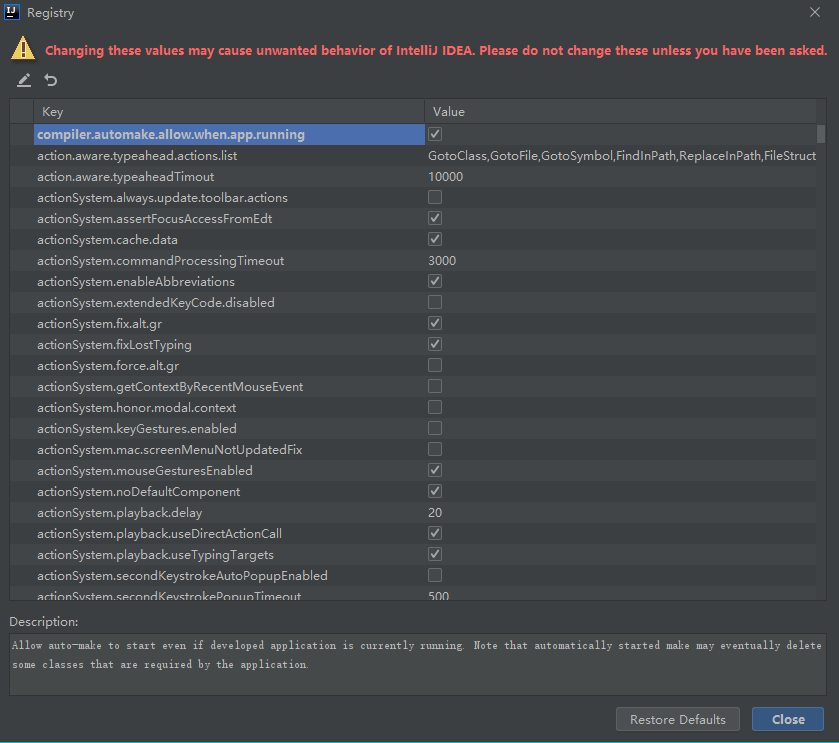 IJ
Registry
Changing these values may cause unwanted behavior of IntelliJ IDEA. Please do not change these unless you have been asked.
Key Value
compiler.automake.allow.when.app.running
action.aware.typeahead.actions.list GotoClass,GotoFile,GotoSymbol,FindInPath,ReplaceInPath,FileStruct
action.aware.typeaheadTimout 10000
actionSystem.always.update.toolbar.actions
actionSystem.assertFocusAccessFromEdt
actionSystem.cache.data
actionSystem.commandProcessingTimeout 3000
actionSystem.enableAbbreviations
actionSystem.extendedKeyCode.disabled
actionSystem.fix.alt.gr
actionSystem.fixLostTyping
actionSystem.force.alt.gr
actionSystem.getContextByRecentMouseEvent
actionSystem.honor.modal.context
actionSystem.keyGestures.enabled
actionSystem.mac.screenMenuNotUpdatedFix
actionSystem.mouseGesturesEnabled
actionSystem.noDefaultComponent
actionSystem.playback.delay 20
actionSystem.playback.useDirectActionCall
actionSystem.playback.useTypingTargets
actionSystem.secondKeystrokeAutoPopupEnabled
actionSystem.secondKeystrokePopupTimeout 500
Description:
Allow auto-make to start even if developed application is currently running. Note that automatically started make may eventually delete
some classes that are required by the application.
Restore Defaults Close